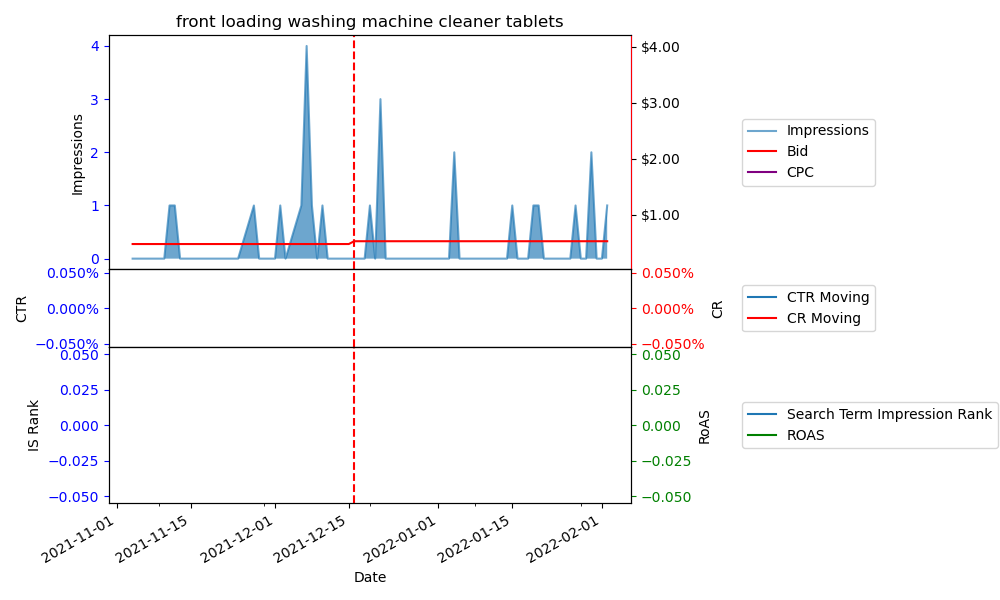 front loading washing machine cleaner tablets
Impressions
4
3
2
1
0
$4.00
$3.00
$2.00
$1.00
Impressions
Bid
CPC
CTR
0.050%
0.000%
−0.050%
0.050%
0.000%
−0.050%
CR
CTR Moving
CR Moving
IS Rank
0.050
0.025
0.000
−0.025
−0.050
0.050
0.025
0.000
−0.025
−0.050
RoAS
Search Term Impression Rank
ROAS
2021-11-01
2021-11-15
2021-12-01
2021-12-15
2022-01-01
2022-01-15
2022-02-01
Date